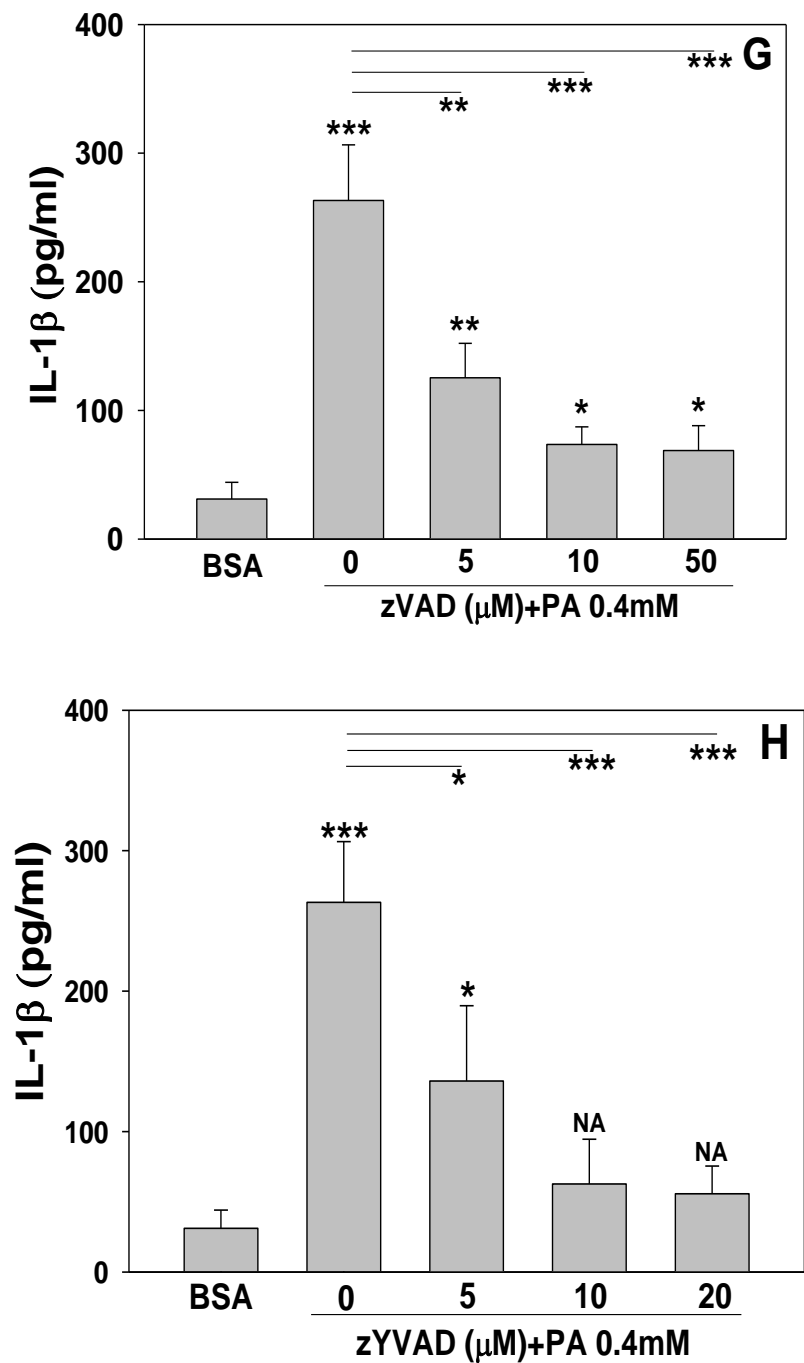 400
G
***
***
**
***
300
200
**
*
*
100
0
IL-1β (pg/ml)
BSA 0 5 10 50
zVAD (μM)+PA 0.4mM
400
H
***
***
*
***
300
200
*
NA
NA
100
0
IL-1β (pg/ml)
BSA 0 5 10 20
zYVAD (μM)+PA 0.4mM